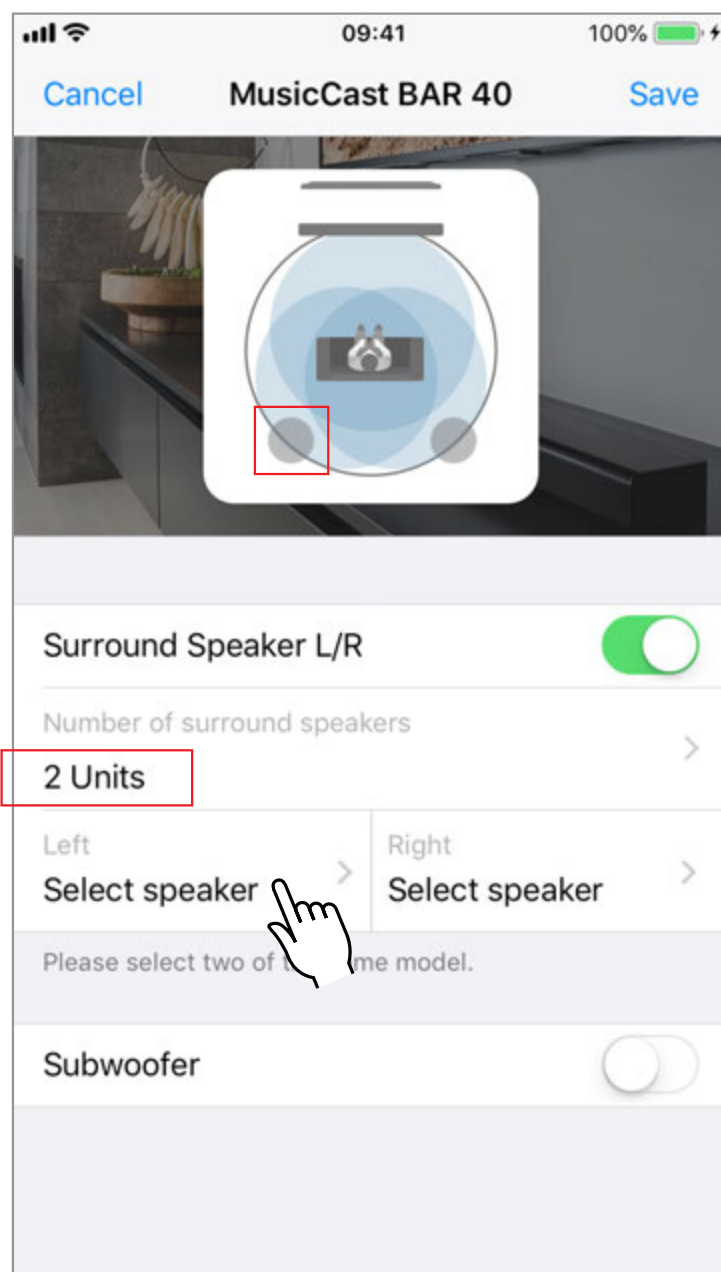 09:41 100%
Cancel MusicCast BAR 40 Save
Surround Speaker L/R
Number of surround speakers
2 Units
Left Right
Select speaker Select speaker
Please select two of me model.
Subwoofer